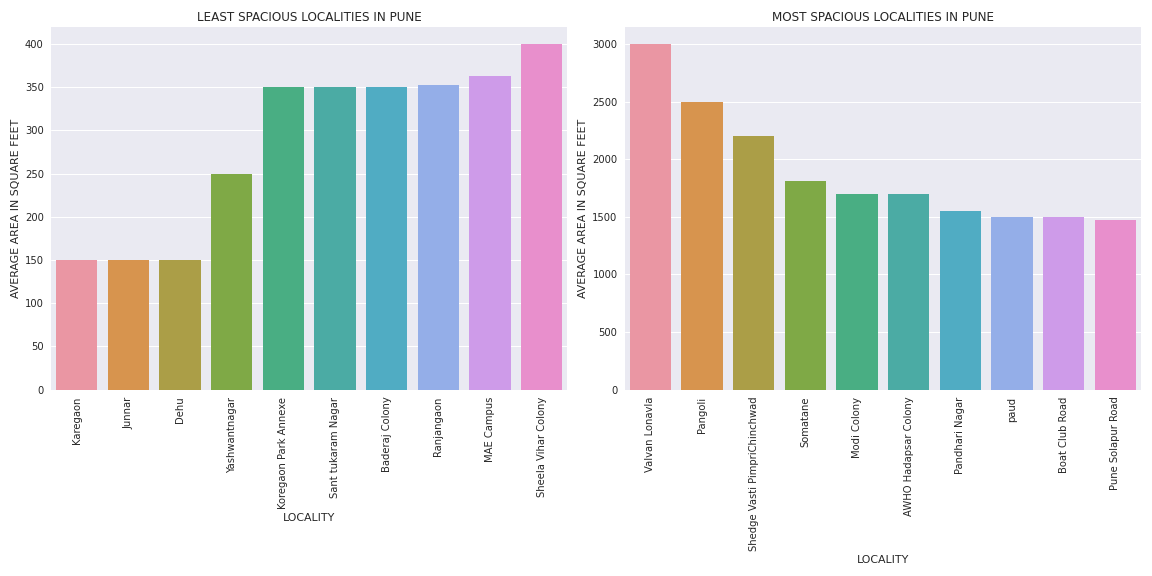 LEAST SPACIOUS LOCALITIES IN PUNE
AVERAGE AREA IN SQUARE FEET
400
350
300
250
200
150
100
50
0
Karegaon
Junnar
Dehu
Yashwantnagar
Koregaon Park Annexe
Sant tukaram Nagar
Baderaj Colony
Ranjangaon
MAE Campus
Sheela Vihar Colony
LOCALITY
MOST SPACIOUS LOCALITIES IN PUNE
AVERAGE AREA IN SQUARE FEET
3000
2500
2000
1500
1000
500
0
Valvan Lonavla
Pangoli
Shedge Vasti PimpriChinchwad
Somatane
Modi Colony
AWHO Hadapsar Colony
Pandhari Nagar
paud
Boat Club Road
Pune Solapur Road
LOCALITY